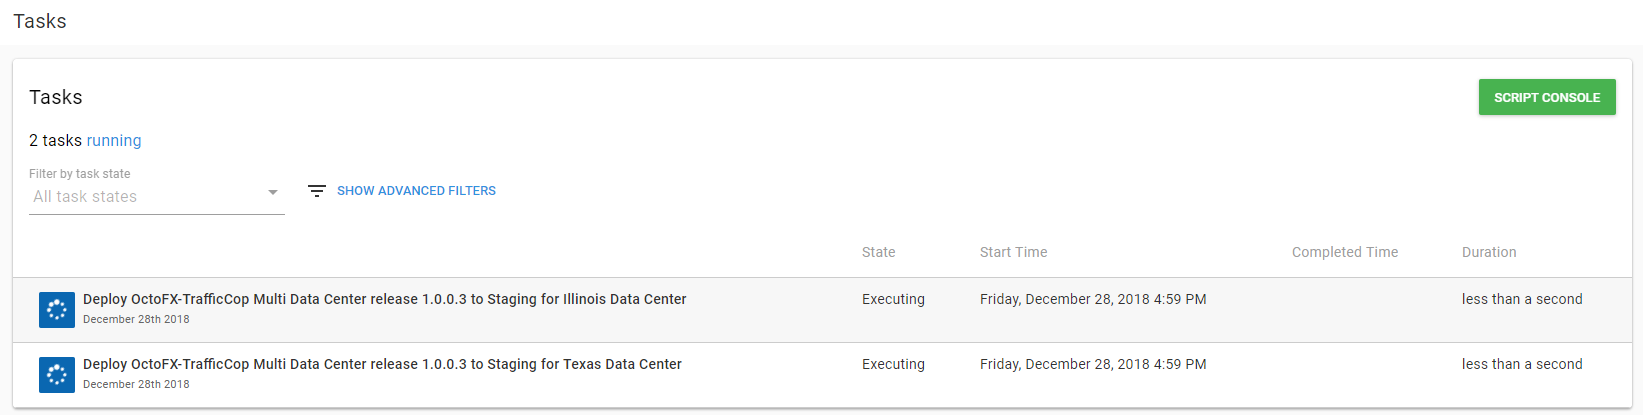 Tasks
Tasks
SCRIPT CONSOLE
2 tasks running
Filter by task state
All task states
SHOW ADVANCED FILTERS
State Start Time Completed Time Duration
Deploy OctoFX-TrafficCop Multi Data Center release 1.0.0.3 to Staging for Illinois Data Center Executing Friday, December 28, 2018 4:59 PM less than a second
December 28th 2018
Deploy OctoFX-TrafficCop Multi Data Center release 1.0.0.3 to Staging for Texas Data Center Executing Friday, December 28, 2018 4:59 PM less than a second
December 28th 2018